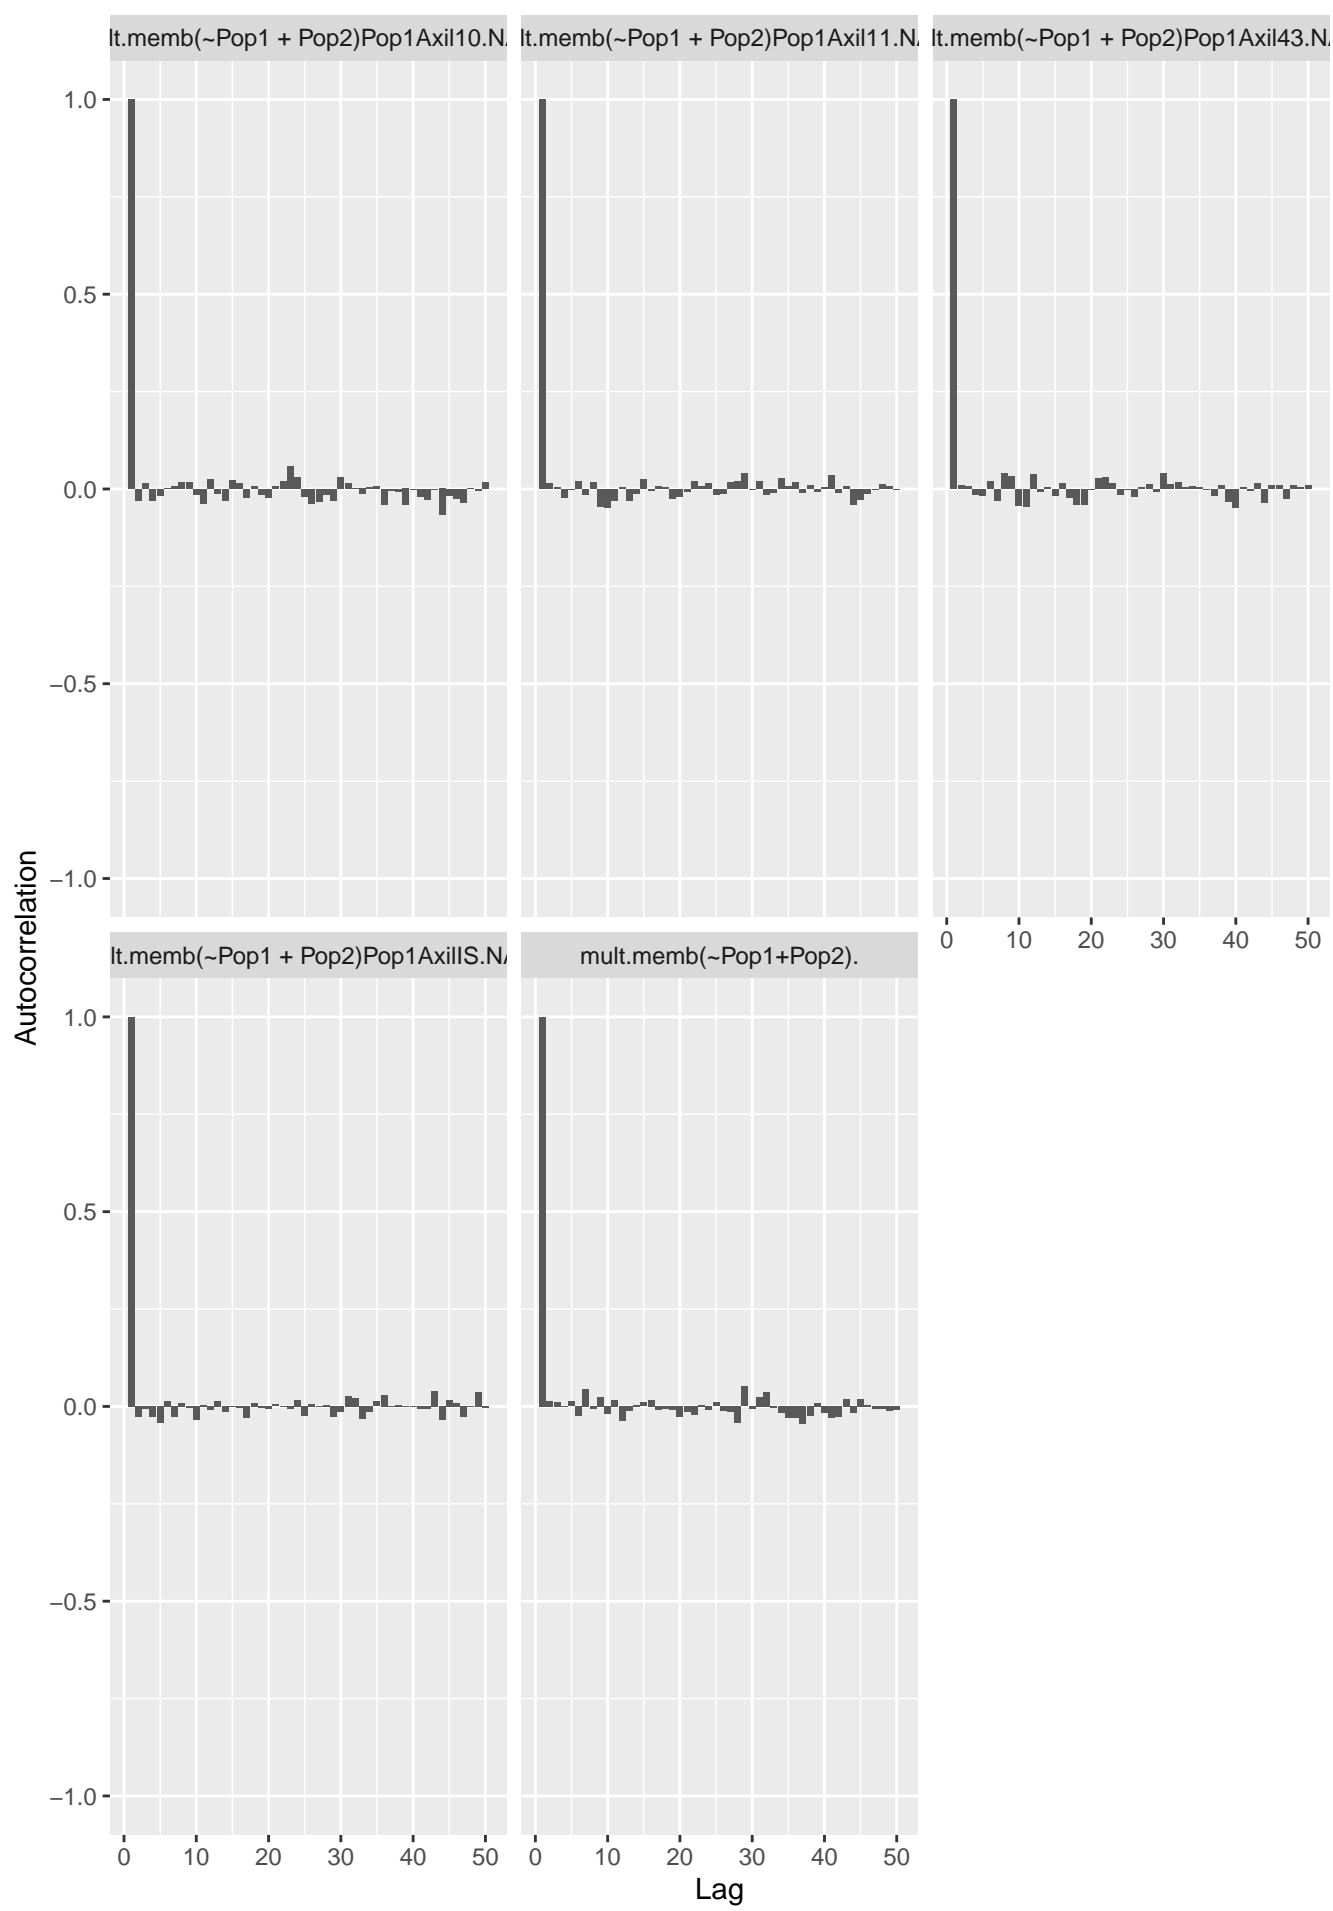 lt.memb(~Pop1 + Pop2)Pop1Axil10.N
lt.memb(~Pop1 + Pop2)Pop1Axil11.N
lt.memb(~Pop1 + Pop2)Pop1Axil43.N
1.0
0.5
0.0
−0.5
−1.0
0 10 20 30 40 50
lt.memb(~Pop1 + Pop2)Pop1AxilIS.N
mult.memb(~Pop1+Pop2).
1.0
0.5
0.0
−0.5
−1.0
0 10 20 30 40 50
0 10 20 30 40 50
Autocorrelation
Lag